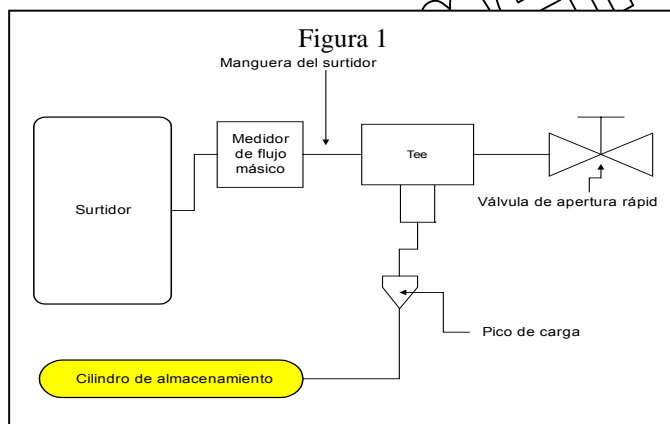 Figura 1
Manguera del surtidor
Medidor
de flujo
másico
Tee
Surtidor
Válvula de apertura rápid
Pico de carga
Cilindro de almacenamiento